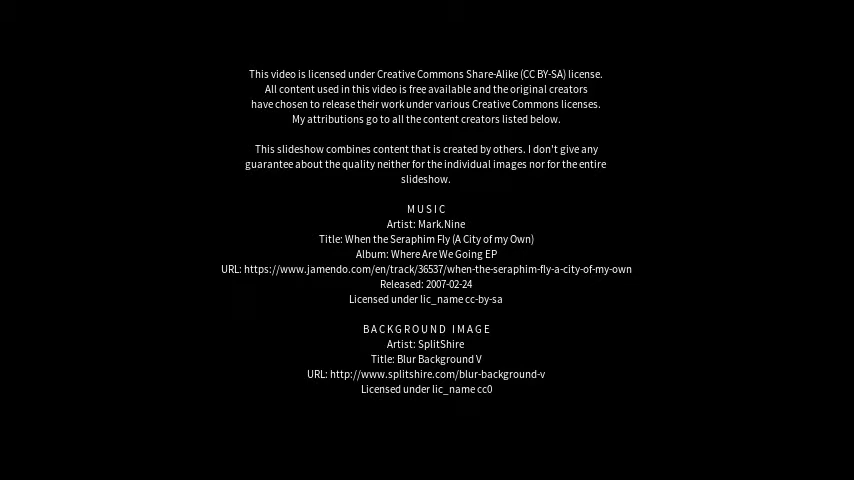 This video is licensed under Creative Commons Share-Alike (CC BY-SA) license.
All content used in this video is free available and the original creators
have chosen to release their work under various Creative Commons licenses.
My attributions go to all the content creators listed below.
This slideshow combines content that is created by others. I don't give any
guarantee about the quality neither for the individual images nor for the entire
slideshow.
MUSIC
Artist: Mark.Nine
Title: When the Seraphim Fly (A City of my Own)
Album: Where Are We Going EP
URL: https://www.jamendo.com/en/track/36537/when-the-seraphim-fly-a-city-of-my-own
Released: 2007-02-24
Licensed under lic_name cc-by-sa
BACKGROUND IMAGE
Artist: SplitShire
Title: Blur Background V
URL: http://www.splitshire.com/blur-background-v
Licensed under lic_name cc0